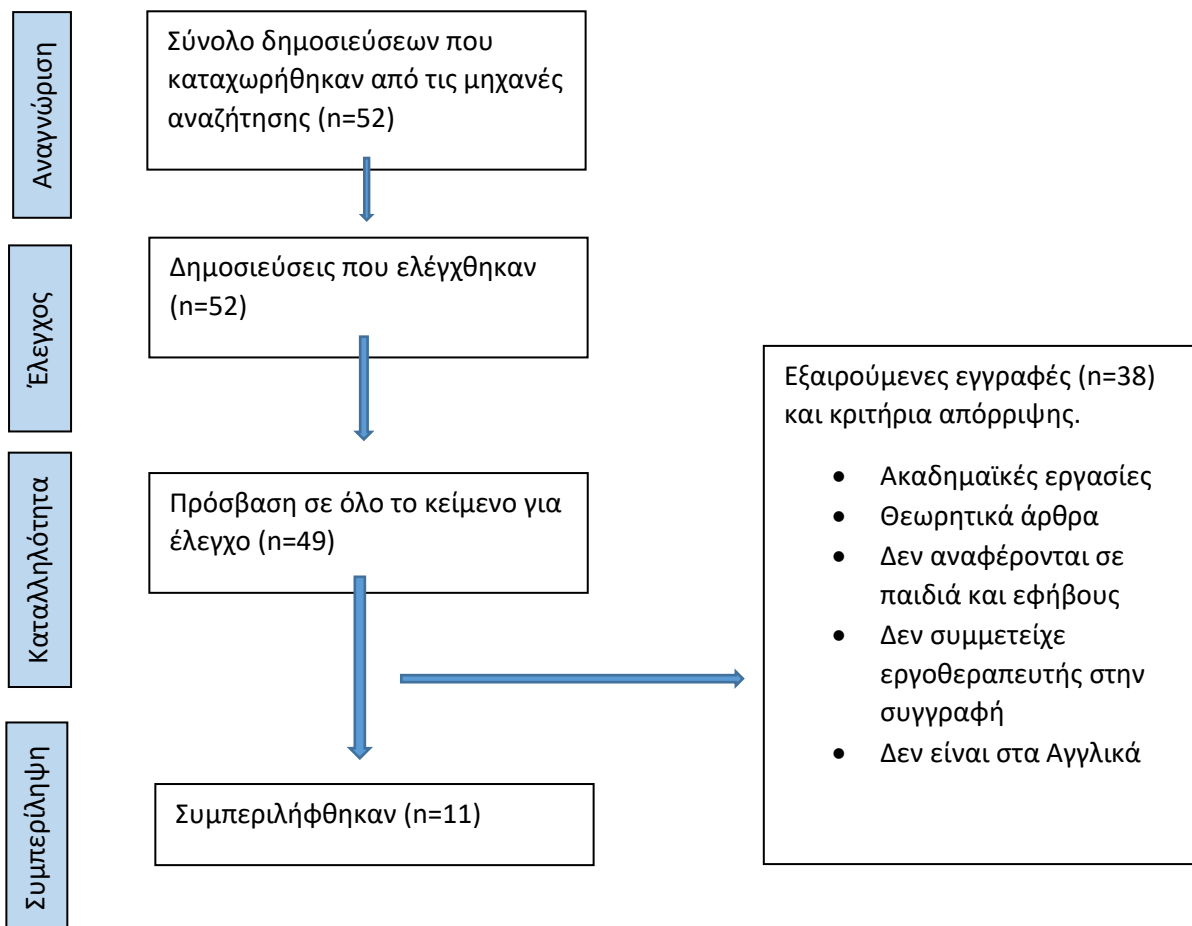 Αναγνώριση
Σύνολο δημοσιεύσεων που
καταχωρήθηκαν από τις μηχανές
αναζήτησης (n=52)
Έλεγχος
Δημοσιεύσεις που ελέγχθηκαν
(n=52)
Καταλληλότητα
Πρόσβαση σε όλο το κείμενο για
έλεγχο (n=49)
Εξαιρούμενες εγγραφές (n=38)
και κριτήρια απόρριψης.
• Ακαδημαϊκές εργασίες
• Θεωρητικά άρθρα
• Δεν αναφέρονται σε
παιδιά και εφήβους
• Δεν συμμετείχε
εργοθεραπευτής στην
συγγραφή
• Δεν είναι στα Αγγλικά
Συμπερίληψη
Συμπεριλήφθηκαν (n=11)